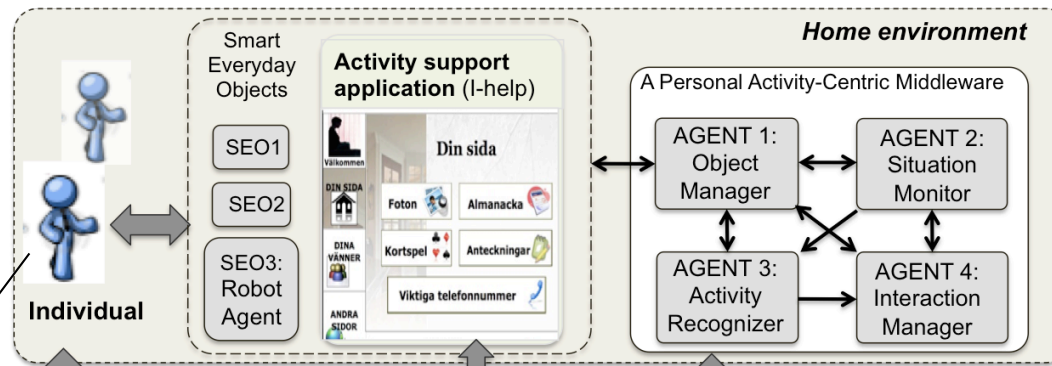 Home environment
Smart
Everyday
Objects
SEO1
SEO2
SEO3:
Robot
Agent
Individual
Activity support
application (I-help)
Välkommen
DIN SIDA
DINA
VÄNNER
ANDRA
SIDOR
Din sida
Foton
Almanacka
Kortspel
Anteckningar
Viktiga telefonnummer
A Personal Activity-Centric Middleware
AGENT 1:
Object
Manager
AGENT 2:
Situation
Monitor
AGENT 3:
Activity
Recognizer
AGENT 4:
Interaction
Manager